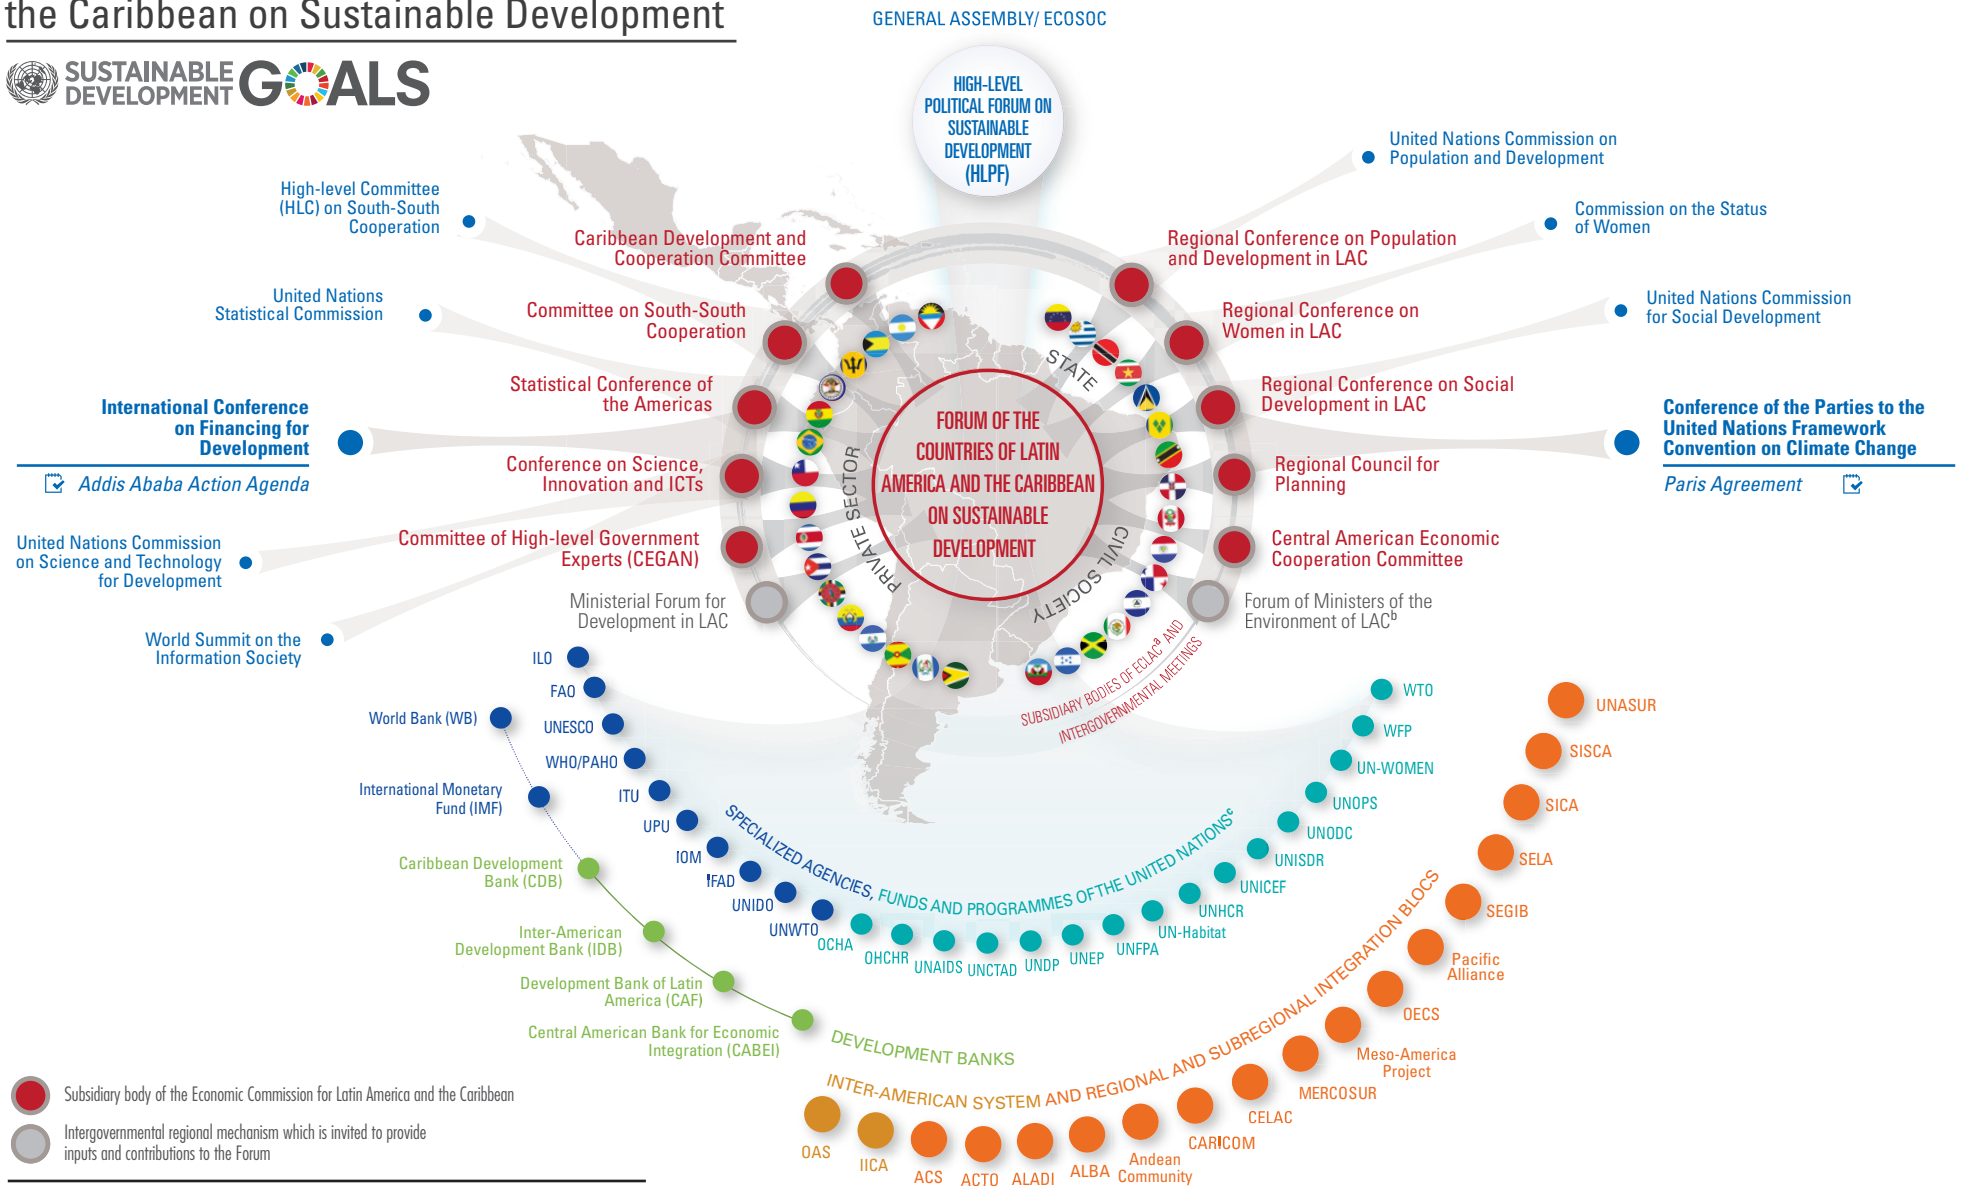 the Caribbean on Sustainable Development
SUSTAINABLE
DEVELOPMENT
GOALS
GENERAL ASSEMBLY/ ECOSOC
HIGH-LEVEL
POLITICAL FORUM ON
SUSTAINABLE
DEVELOPMENT
(HLPF)
High-level Committee
(HLC) on South-South
Cooperation
United Nations
Statistical Commission
International Conference
on Financing for
Development
Addis Ababa Action Agenda
United Nations Commission
on Science and Technology
for Development
World Summit on the
Information Society
Caribbean Development and
Cooperation Committee
Committee on South-South
Cooperation
Statistical Conference of
the Americas
Conference on Science,
Innovation and ICTs
Committee of High-level Government
Experts (CEGAN)
Ministerial Forum for
Development in LAC
FORUM OF THE
COUNTRIES OF LATIN
AMERICA AND THE CARIBBEAN
ON SUSTAINABLE
DEVELOPMENT
STATE
PRIVATE SECTOR
CIVIL SOCIETY
Regional Conference on Population
and Development in LAC
Regional Conference on
Women in LAC
Regional Conference on Social
Development in LAC
Regional Council for
Planning
Central American Economic
Cooperation Committee
Forum of Ministers of the
Environment of LACb
United Nations Commission on
Population and Development
Commission on the Status
of Women
United Nations Commission
for Social Development
Conference of the Parties to the
United Nations Framework
Convention on Climate Change
Paris Agreement
SUBSIDIARY BODIES OF ECLACa AND
INTERGOVERNMENTAL MEETINGS
ILO
FAO
UNESCO
WHO/PAHO
ITU
UPU
IOM
IFAD
UNIDO
UNWTO
OCHA
OHCHR
UNAIDS
UNCTAD
UNDP
UNEP
UNFPA
UN-Habitat
UNHCR
UNICEF
UNISDR
UNODC
UNOPS
UN-WOMEN
WFP
WTO
SPECIALIZED AGENCIES, FUNDS AND PROGRAMMES OF THE UNITED NATIONSc
World Bank (WB)
International Monetary
Fund (IMF)
Caribbean Development
Bank (CDB)
Inter-American
Development Bank (IDB)
Development Bank of Latin
America (CAF)
Central American Bank for Economic
Integration (CABEI)
DEVELOPMENT BANKS
INTER-AMERICAN SYSTEM AND REGIONAL AND SUBREGIONAL INTEGRATION BLOCS
OAS
IICA
ACS
ACTO
ALADI
ALBA
Andean
Community
CARICOM
CELAC
MERCOSUR
Meso-America
Project
OECS
Pacific
Alliance
SEGIB
SELA
SICA
SISCA
UNASUR
Subsidiary body of the Economic Commission for Latin America and the Caribbean
Intergovernmental regional mechanism which is invited to provide
inputs and contributions to the Forum